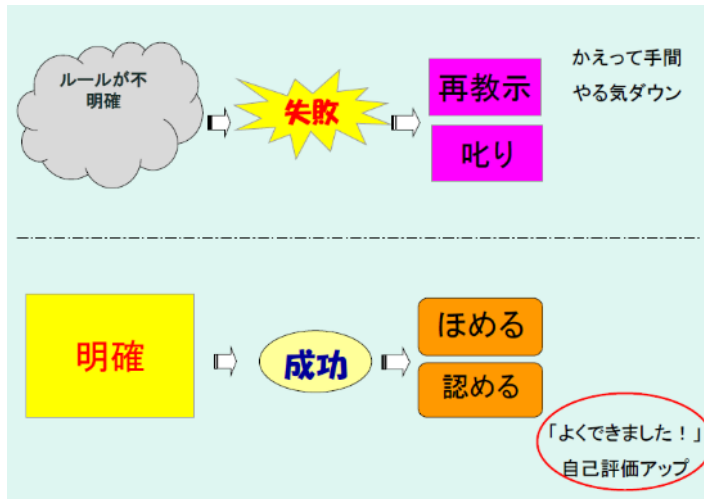 ルールが不
明確
失敗
再教示
叱り
かえって手間
やる気ダウン
明確
成功
ほめる
認める
「よくできました！」
自己評価アップ